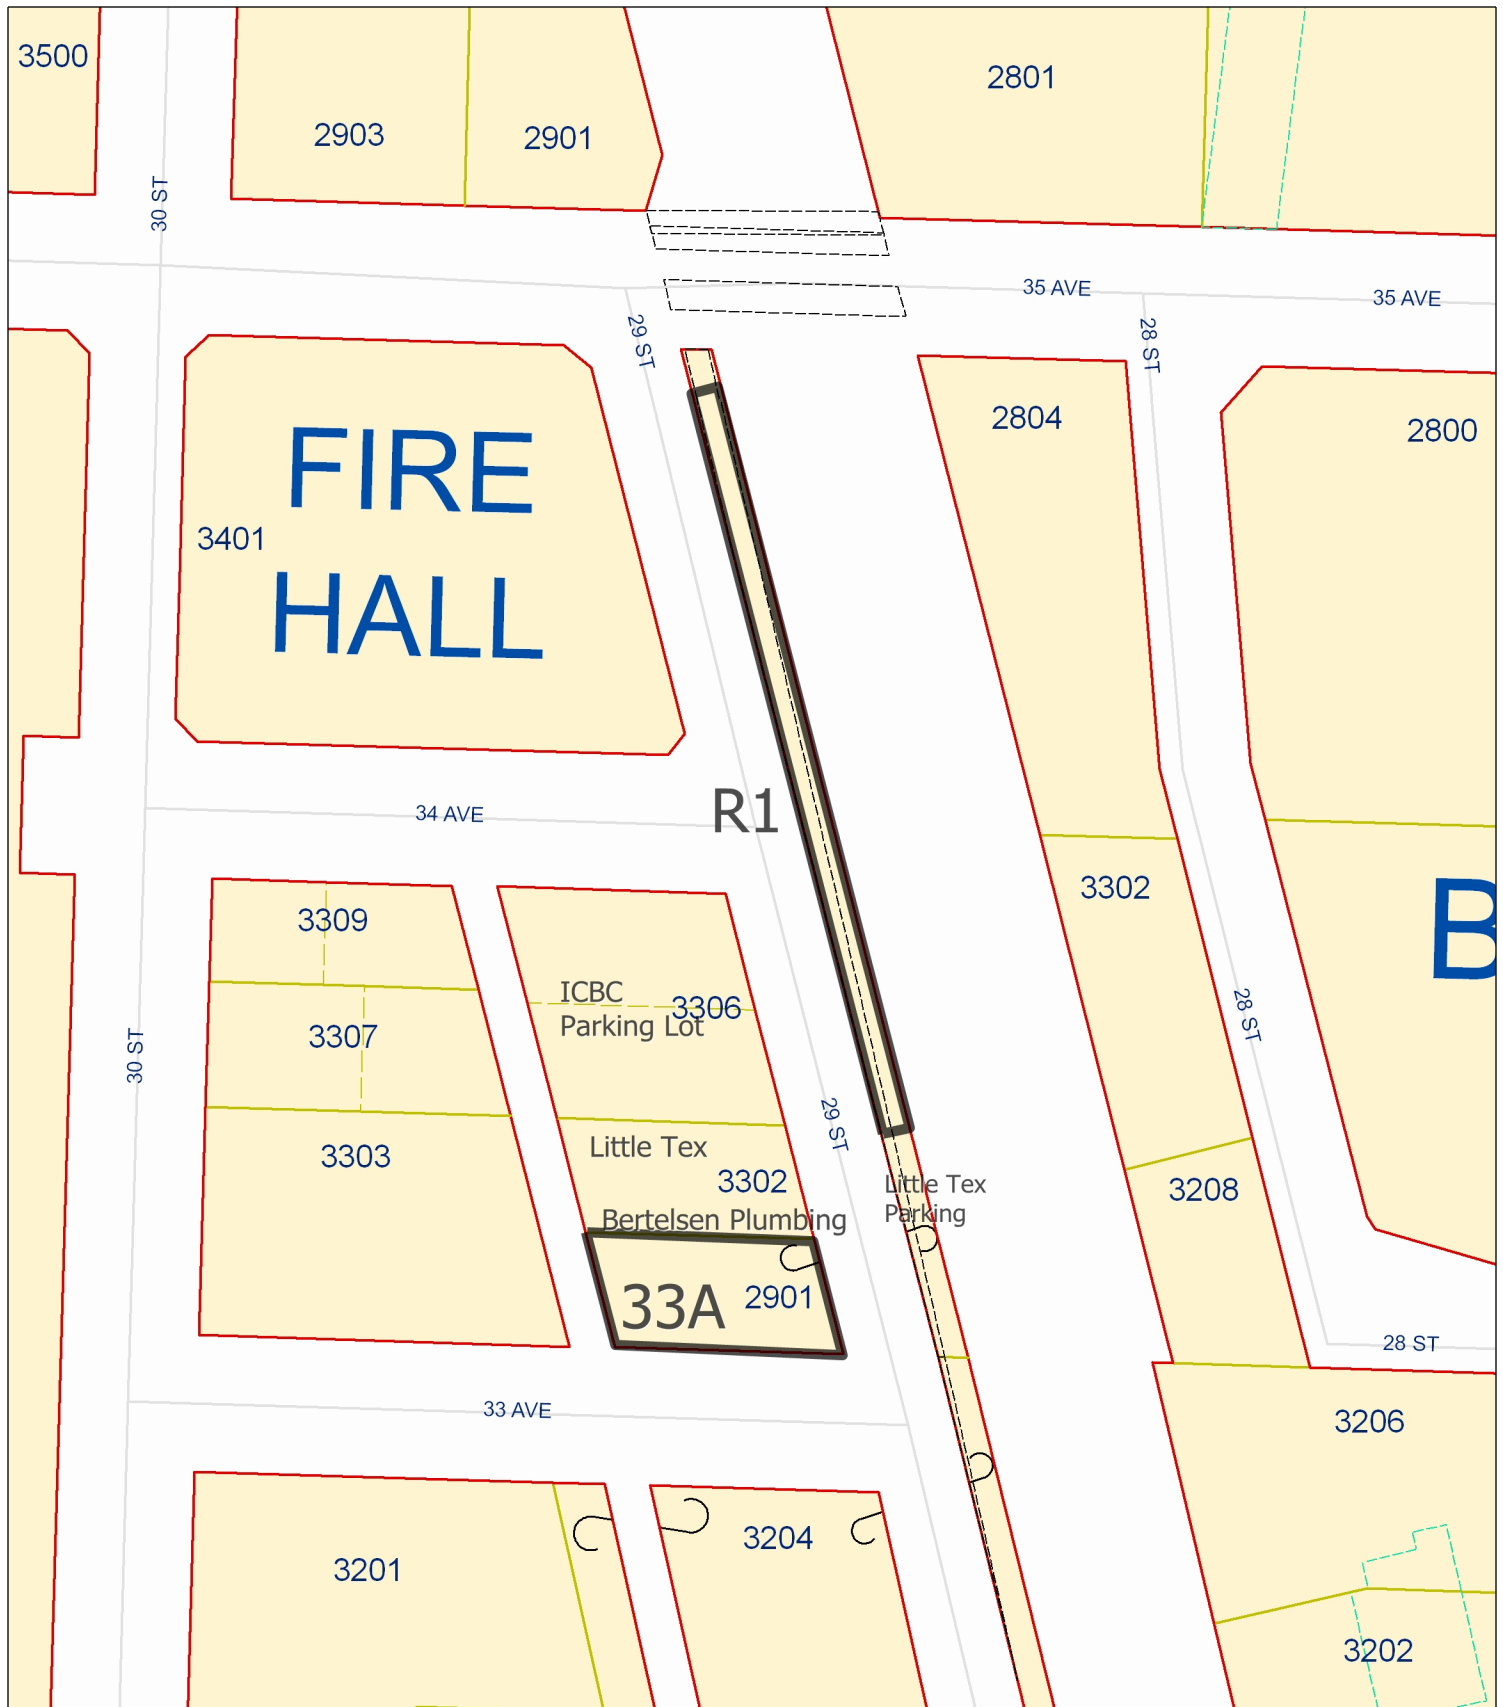 3500
2903
2901
2801
30 ST
35 AVE
35 AVE
29 ST
28 ST
2804
2800
FIRE
3401
HALL
R1
34 AVE
3302
3309
B
ICBC
3306
Parking Lot
3307
28 ST
30 ST
29 ST
Little Tex
3303
3302
Little Tex
Parking
3208
Bertelsen Plumbing
33A
2901
28 ST
33 AVE
3206
3204
3201
3202